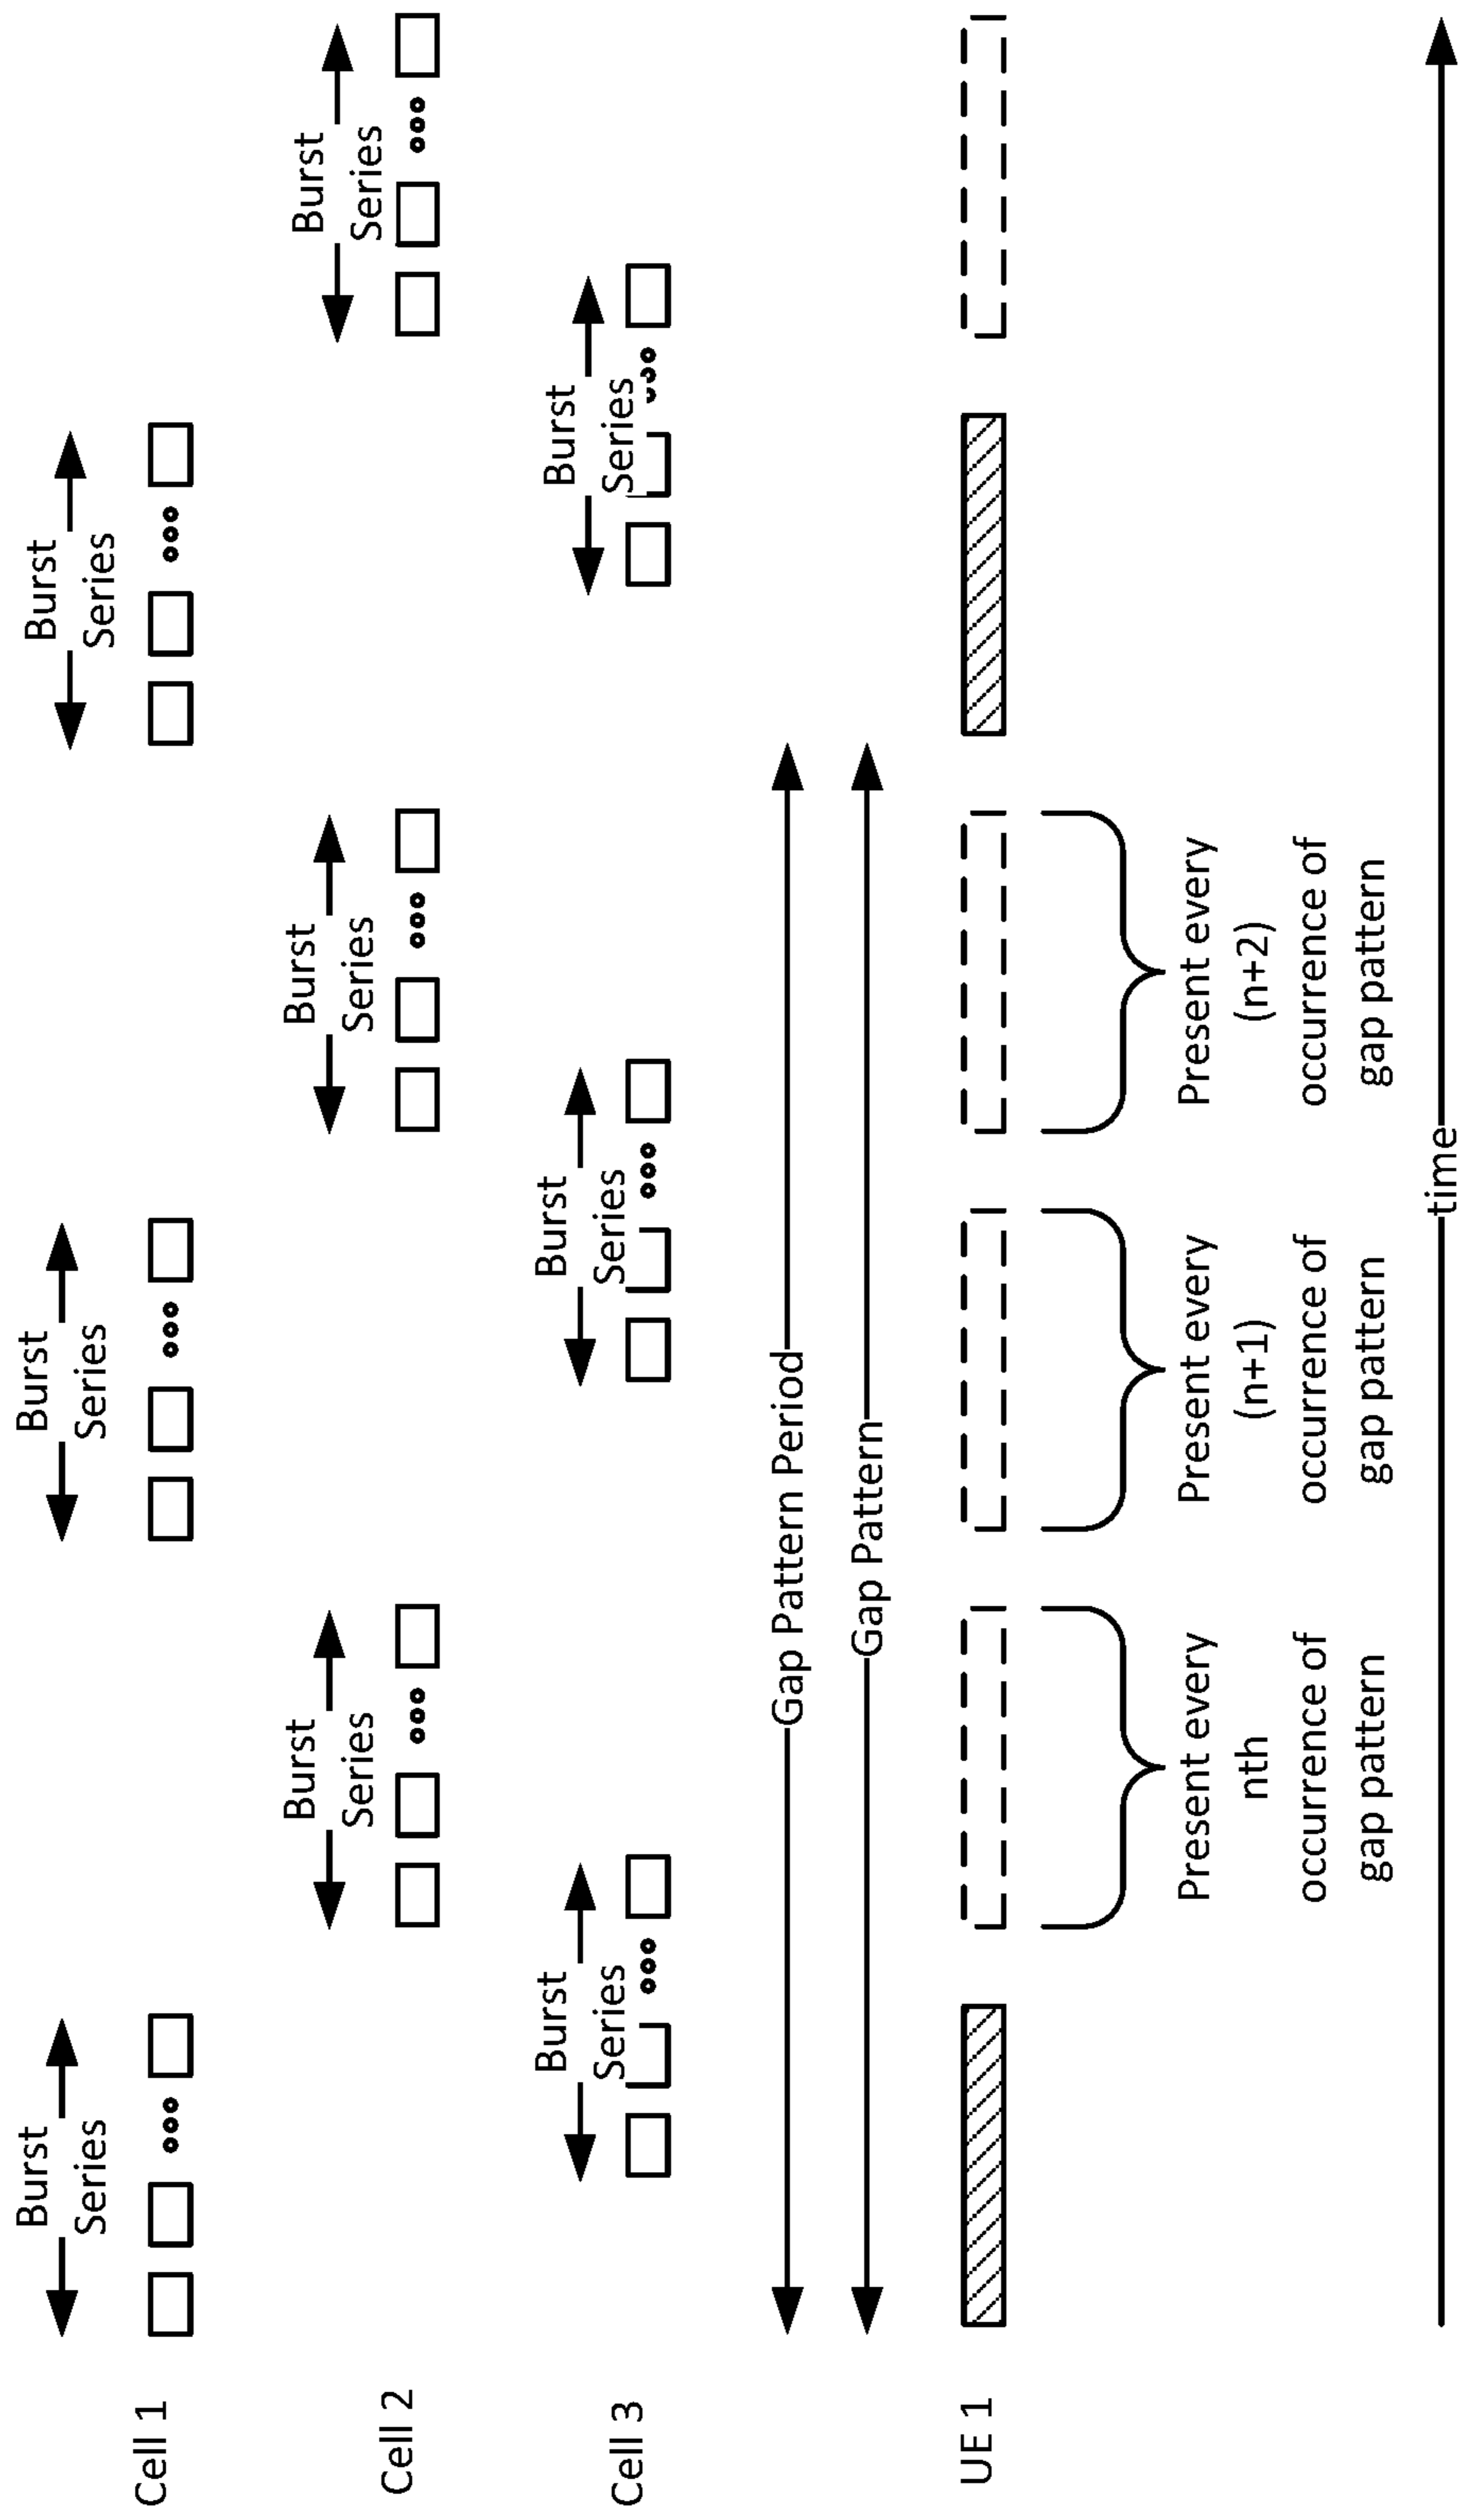 Cell 1
Burst
Series
Burst
Series
Burst
Series
Cell 2
Burst
Series
Burst
Series
Burst
Series
Cell 3
Burst
Series
Burst
Series
Burst
Series
Gap Pattern Period
Gap Pattern
UE 1
Present every
nth
occurrence of
gap pattern
Present every
(n+1)
occurrence of
gap pattern
Present every
(n+2)
occurrence of
gap pattern
time